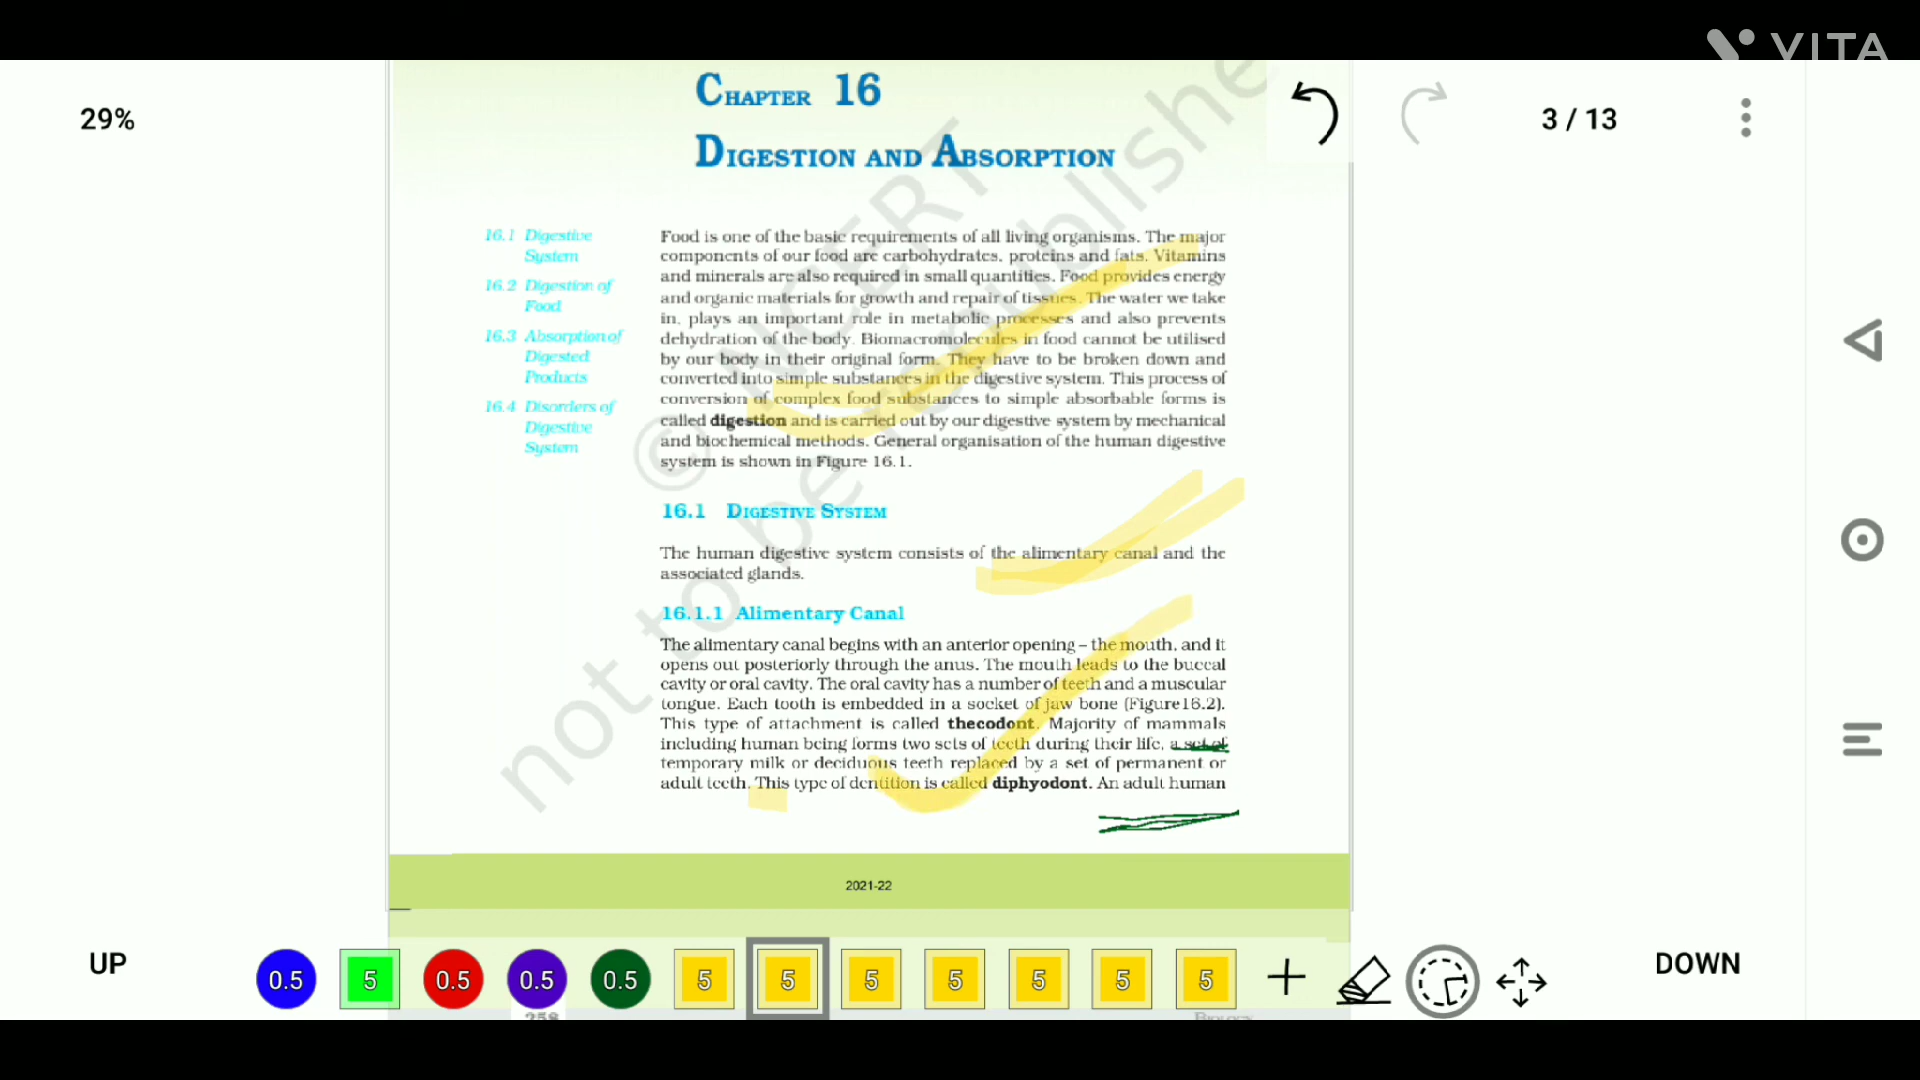 VITA
29%
3 / 13
CHAPTER 16
DIGESTION AND ABSORPTION
16.1 Digestive
System
16.2 Digestion of
Food
16.3 Absorption of
Digested
Products
16.4 Disorders of
Digestive
System
Food is one of the basic requirements of all living organisms. The major
components of our food are carbohydrates, proteins and fats. Vitamins
and minerals are also required in small quantities. Food provides energy
and organic materials for growth and repair of tissues. The water we take
in, plays an important role in metabolic processes and also prevents
dehydration of the body. Biomacromolecules in food cannot be utilised
by our body in their original form. They have to be broken down and
converted into simple substances in the digestive system. This process of
conversion of complex food substances to simple absorbable forms is
called digestion and is carried out by our digestive system by mechanical
and biochemical methods. General organisation of the human digestive
system is shown in Figure 16.1.
16.1 DIGESTIVE SYSTEM
The human digestive system consists of the alimentary canal and the
associated glands.
16.1.1 Alimentary Canal
The alimentary canal begins with an anterior opening – the mouth, and it
opens out posteriorly through the anus. The mouth leads to the buccal
cavity or oral cavity. The oral cavity has a number of teeth and a muscular
tongue. Each tooth is embedded in a socket of jaw bone (Figure16.2).
This type of attachment is called thecodont. Majority of mammals
including human being forms two sets of teeth during their life, a set of
temporary milk or deciduous teeth replaced by a set of permanent or
adult teeth. This type of dentition is called diphyodont. An adult human
© NCERT
not to be republishe
2021-22
UP
0.5 5 0.5 0.5 0.5 5 5 5 5 5 5 5
DOWN
258
BIOLOGY